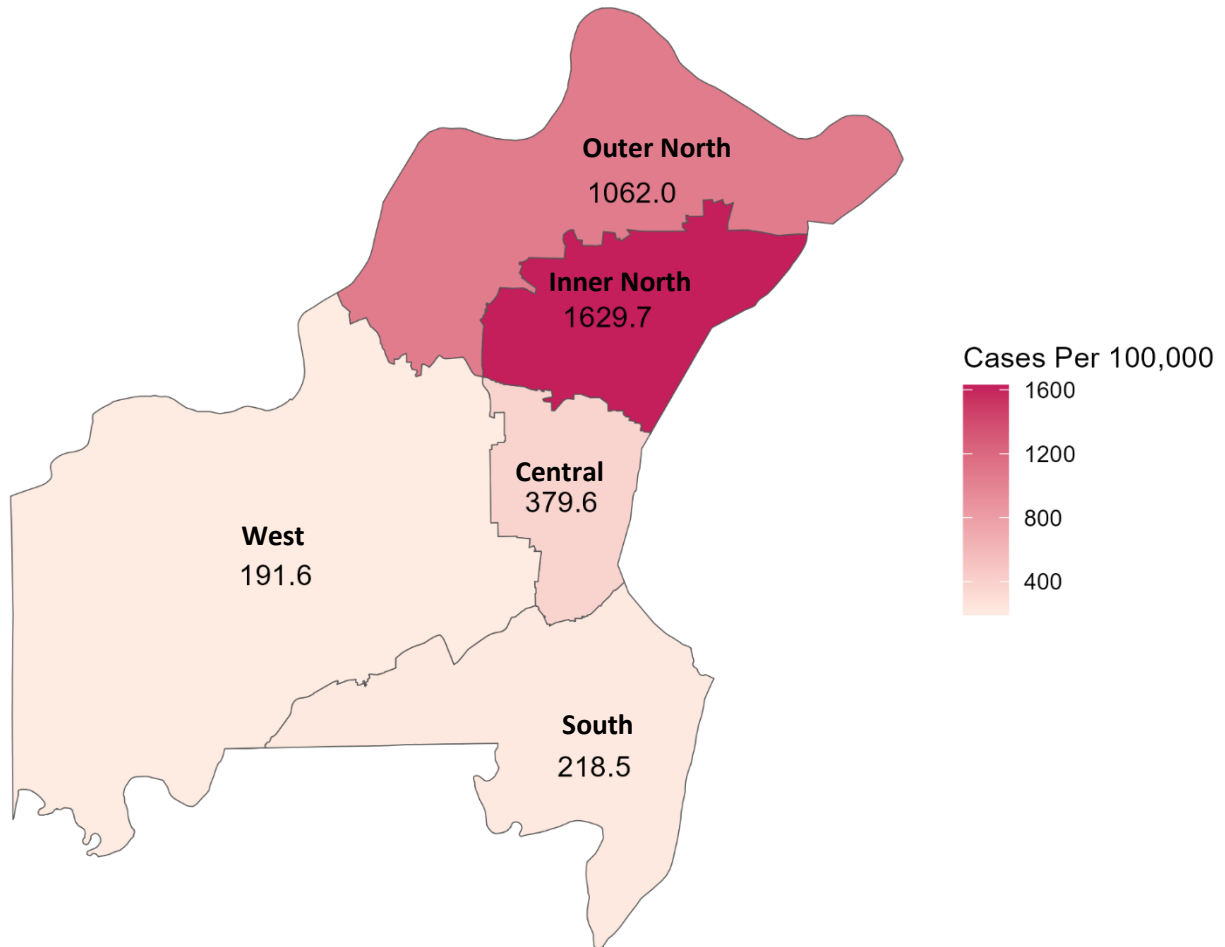 Outer North
1062.0
Inner North
1629.7
Cases Per 100,000
1600
1200
800
400
Central
379.6
West
191.6
South
218.5